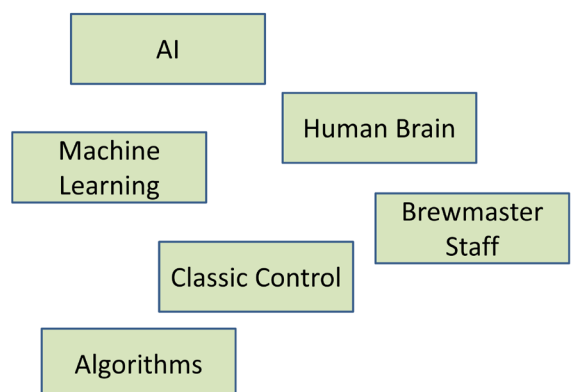 AI
Human Brain
Machine
Learning
Brewmaster
Staff
Classic Control
Algorithms